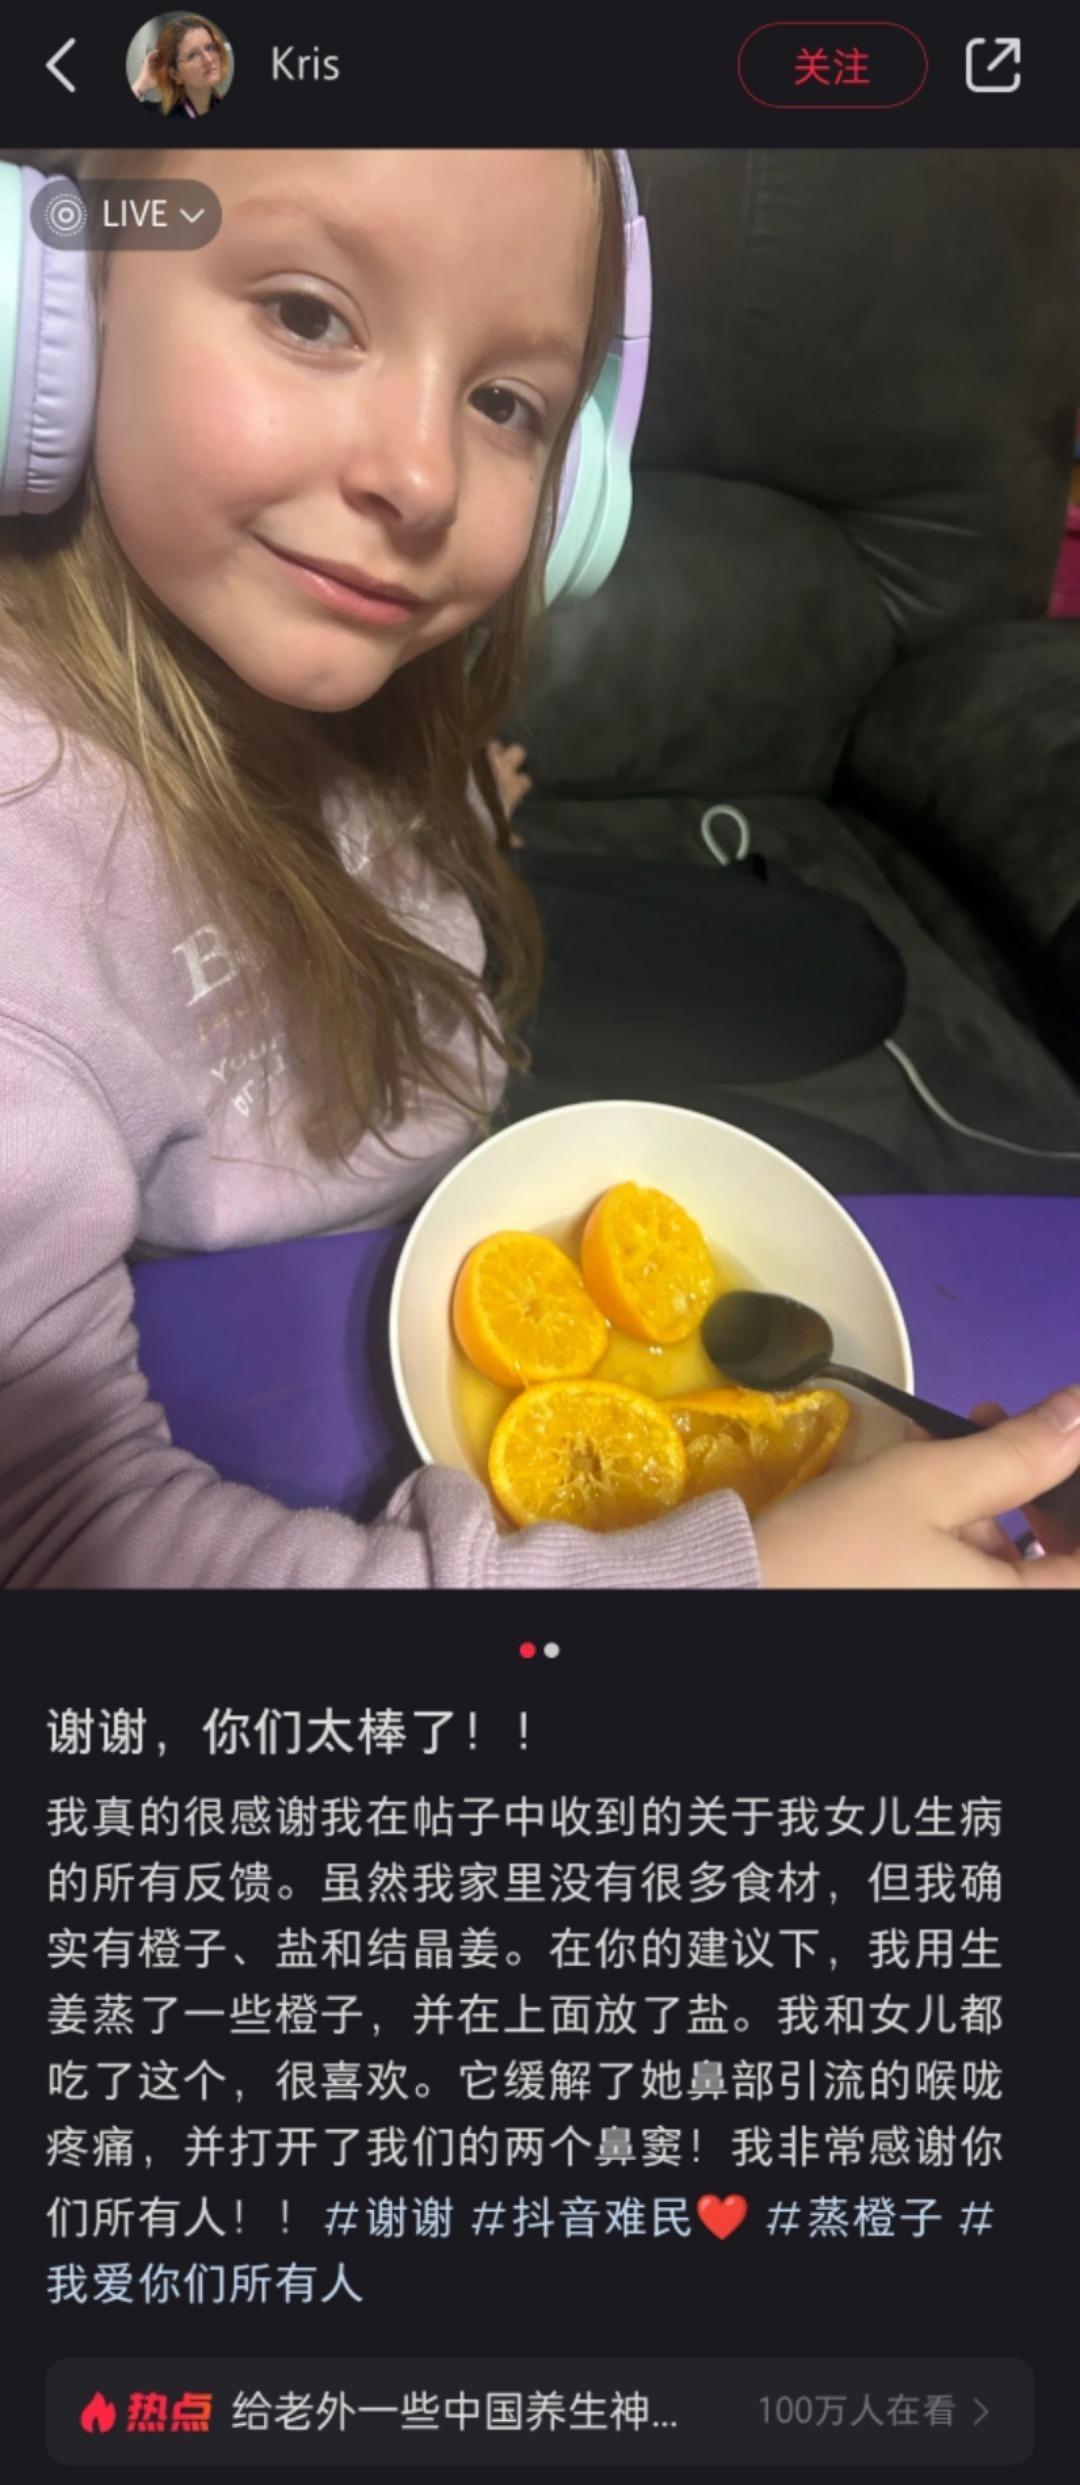 Kris
关注
LIVE
B
谢谢，你们太棒了！！
我真的很感谢我在帖子中收到的关于我女儿生病
的所有反馈。虽然我家里没有很多食材，但我确
实有橙子、盐和结晶姜。在你的建议下，我用生
姜蒸了一些橙子，并在上面放了盐。我和女儿都
吃了这个，很喜欢。它缓解了她鼻部引流的喉咙
疼痛，并打开了我们的两个鼻窦！我非常感谢你
们所有人！！#谢谢 #抖音难民❤️ #蒸橙子 #
我爱你们所有人
热点 给老外一些中国养生神... 100万人在看